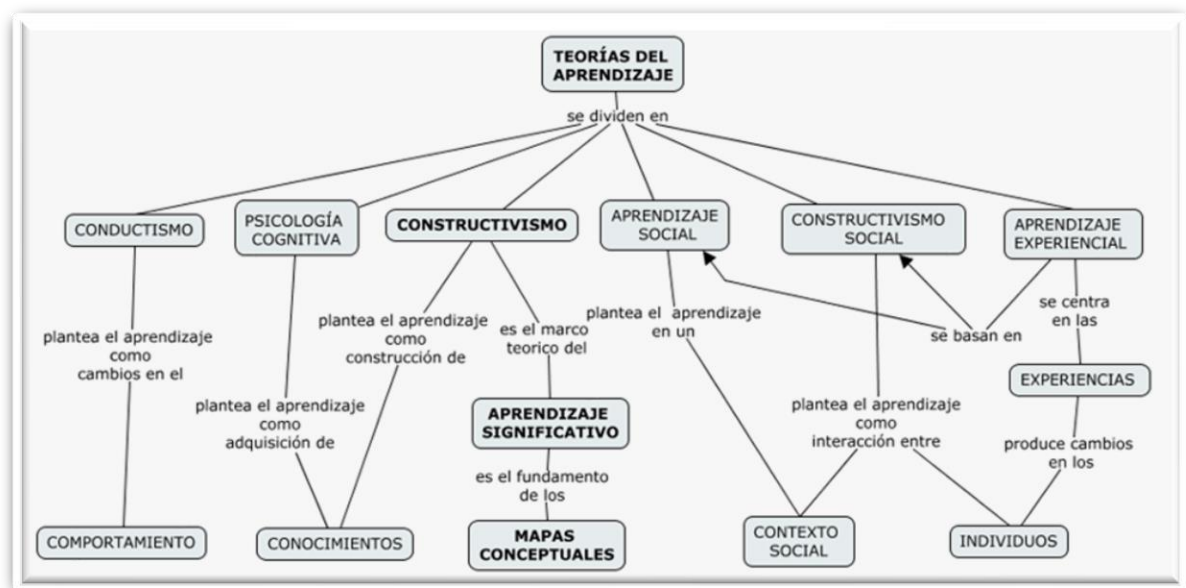 TEORÍAS DEL
APRENDIZAJE
se dividen en
CONDUCTISMO
PSICOLOGÍA
COGNITIVA
CONSTRUCTIVISMO
APRENDIZAJE
SOCIAL
CONSTRUCTIVISMO
SOCIAL
APRENDIZAJE
EXPERIENCIAL
plantea el aprendizaje
como
cambios en el
plantea el aprendizaje
como
adquisición de
plantea el aprendizaje
como
construcción de
es el marco
teorico del
plantea el aprendizaje
en un
se basan en
se centra
en las
EXPERIENCIAS
APRENDIZAJE
SIGNIFICATIVO
plantea el aprendizaje
como
interacción entre
produce cambios
en los
es el fundamento
de los
COMPORTAMIENTO
CONOCIMIENTOS
MAPAS
CONCEPTUALES
CONTEXTO
SOCIAL
INDIVIDUOS